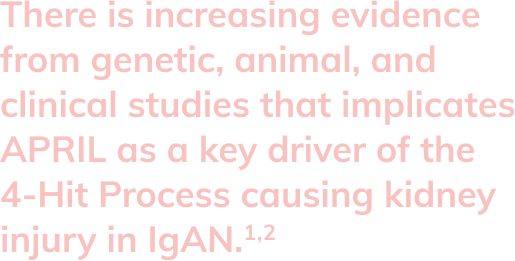 There is increasing evidence
from genetic, animal, and
clinical studies that implicates
APRIL as a key driver of the
4-Hit Process causing kidney
injury in IgAN.1,2